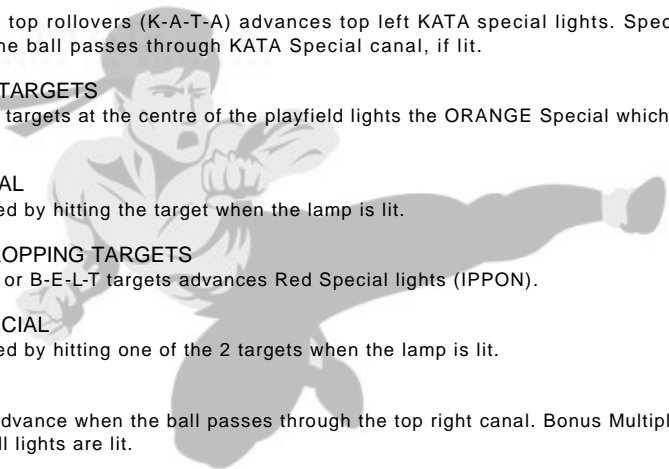 top rollovers (K-A-T-A) advances top left KATA special lights.
ne ball passes through KATA Special canal, if lit.
TARGETS
targets at the centre of the playfield lights the ORANGE Special which
AL
ed by hitting the target when the lamp is lit.
OPPING TARGETS
or B-E-L-T targets advances Red Special lights (IPPON).
CIAL
ed by hitting one of the 2 targets when the lamp is lit.
dvance when the ball passes through the top right canal. Bonus
ll lights are lit.